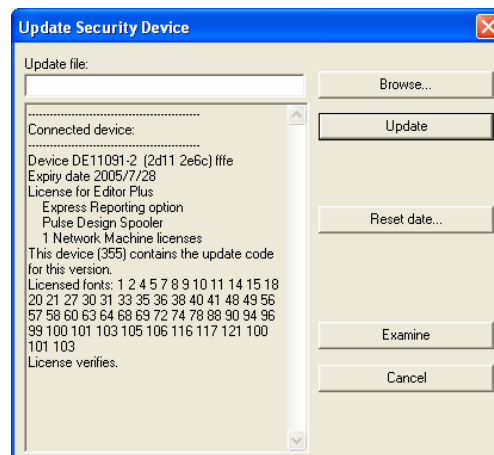 Update Security Device
Update file:
Browse...
----------------------------------------------------
Connected device:
----------------------------------------------------
Update
Device DE11091-2 (2d11 2e6c) fffe
Expiry date 2005/7/28
License for Editor Plus
Express Reporting option
Pulse Design Spooler
1 Network Machine licenses
This device (355) contains the update code
for this version.
Licensed fonts: 1 2 4 5 7 8 9 10 11 14 15 18
20 21 27 30 31 33 35 36 38 40 41 48 49 56
57 58 60 63 64 68 69 72 74 78 88 90 94 96
99 100 101 103 105 106 116 117 121 100
101 103
License verifies.
Reset date...
Examine
Cancel